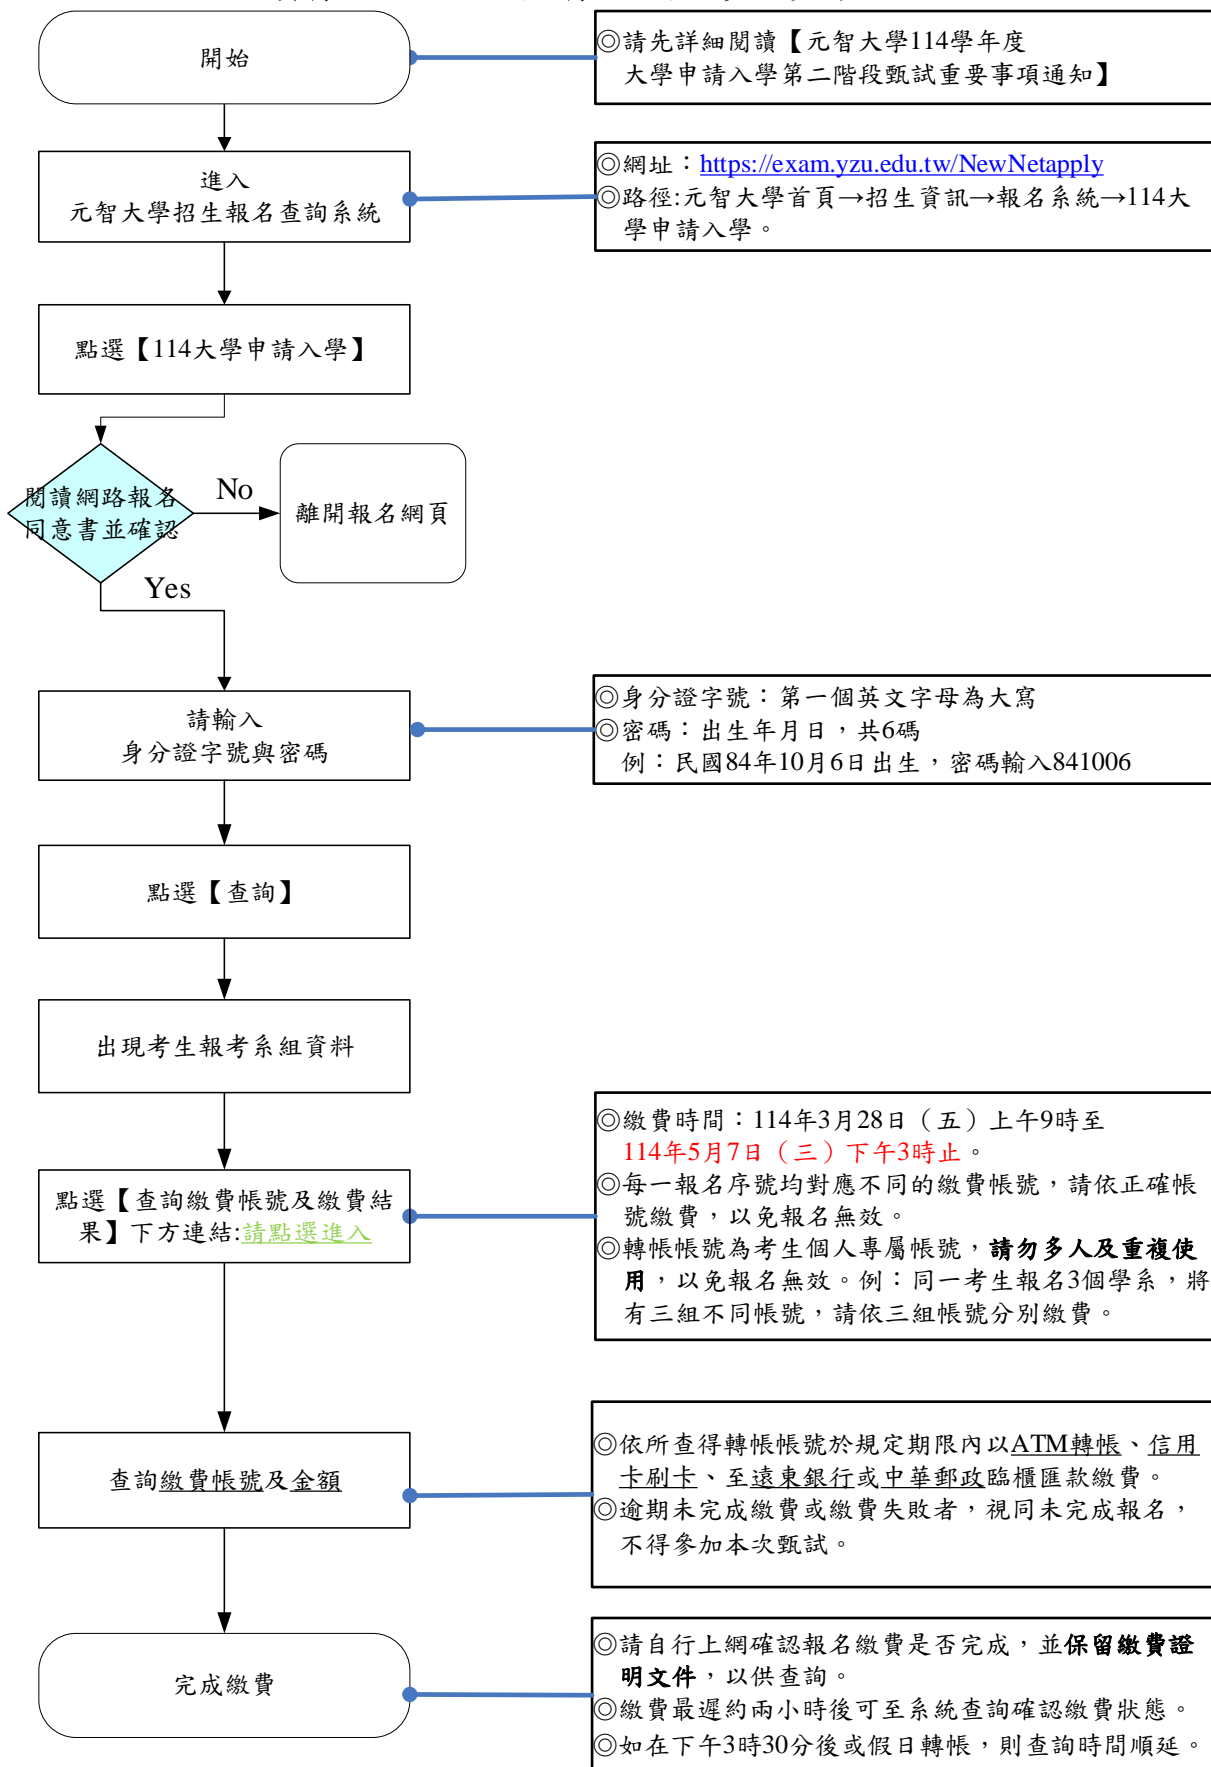 開始
◎請先詳細閱讀【元智大學114學年度
大學申請入學第二階段甄試重要事項通知】
進入
元智大學招生報名查詢系統
◎網址：https://exam.yzu.edu.tw/NewNetapply
◎路徑:元智大學首頁→招生資訊→報名系統→114大
學申請入學。
點選【114大學申請入學】
閱讀網路報名
同意書並確認
No
離開報名網頁
Yes
請輸入
身分證字號與密碼
◎身分證字號：第一個英文字母為大寫
◎密碼：出生年月日，共6碼
例：民國84年10月6日出生，密碼輸入841006
點選【查詢】
出現考生報考系組資料
點選【查詢繳費帳號及繳費結
果】下方連結:請點選進入
◎繳費時間：114年3月28日（五）上午9時至
114年5月7日（三）下午3時止。
◎每一報名序號均對應不同的繳費帳號，請依正確帳
號繳費，以免報名無效。
◎轉帳帳號為考生個人專屬帳號，請勿多人及重複使
用，以免報名無效。例：同一考生報名3個學系，將
有三組不同帳號，請依三組帳號分別繳費。
查詢繳費帳號及金額
◎依所查得轉帳帳號於規定期限內以ATM轉帳、信用
卡刷卡、至遠東銀行或中華郵政臨櫃匯款繳費。
◎逾期未完成繳費或繳費失敗者，視同未完成報名，
不得參加本次甄試。
完成繳費
◎請自行上網確認報名繳費是否完成，並保留繳費證
明文件，以供查詢。
◎繳費最遲約兩小時後可至系統查詢確認繳費狀態。
◎如在下午3時30分後或假日轉帳，則查詢時間順延。